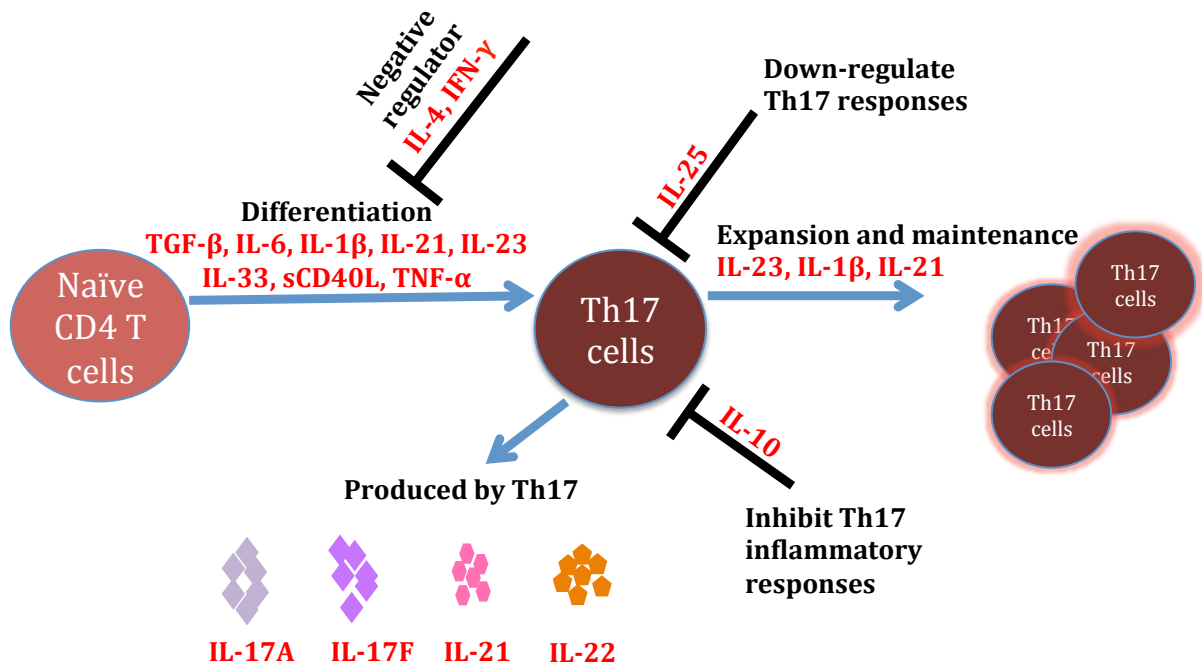 Negative
regulator
IL-4, IFN-γ
Down-regulate
Th17 responses
IL-25
Differentiation
TGF-β, IL-6, IL-1β, IL-21, IL-23
IL-33, sCD40L, TNF-α
Expansion and maintenance
IL-23, IL-1β, IL-21
Naïve
CD4 T
cells
Th17
cells
Th17
cells
Th17
cells
Th17
cells
Th17
cells
IL-10
Produced by Th17
Inhibit Th17
inflammatory
responses
IL-17A
IL-17F
IL-21
IL-22